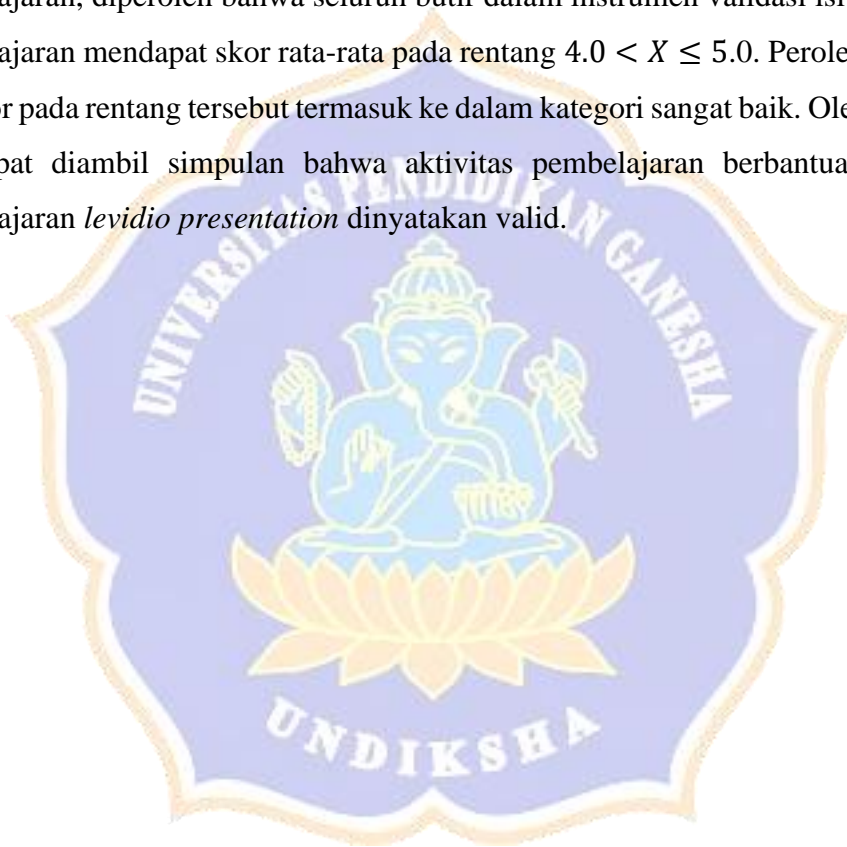 ajaran, diperoleh bahwa seluruh butir dalam instrumen validasi isi
ajaran mendapat skor rata-rata pada rentang 4.0 < X ≤ 5.0. Perole
or pada rentang tersebut termasuk ke dalam kategori sangat baik. Ole
pat diambil simpulan bahwa aktivitas pembelajaran berbantua
ajaran levidio presentation dinyatakan valid.
UNIVERSITAS PENDIDIKAN GANESHA
UNDIKSHA